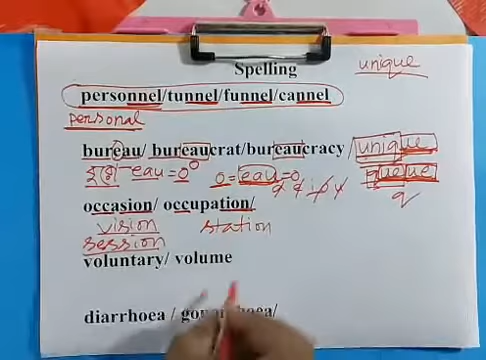 Spelling unique
personnel/tunnel/funnel/cannel
personal
bureau/ bureaucrat/bureaucracy / unique
eau = o o = eau = o queue
q
occasion/ occupation/
vision station
session
voluntary/ volume
diarrhoea /